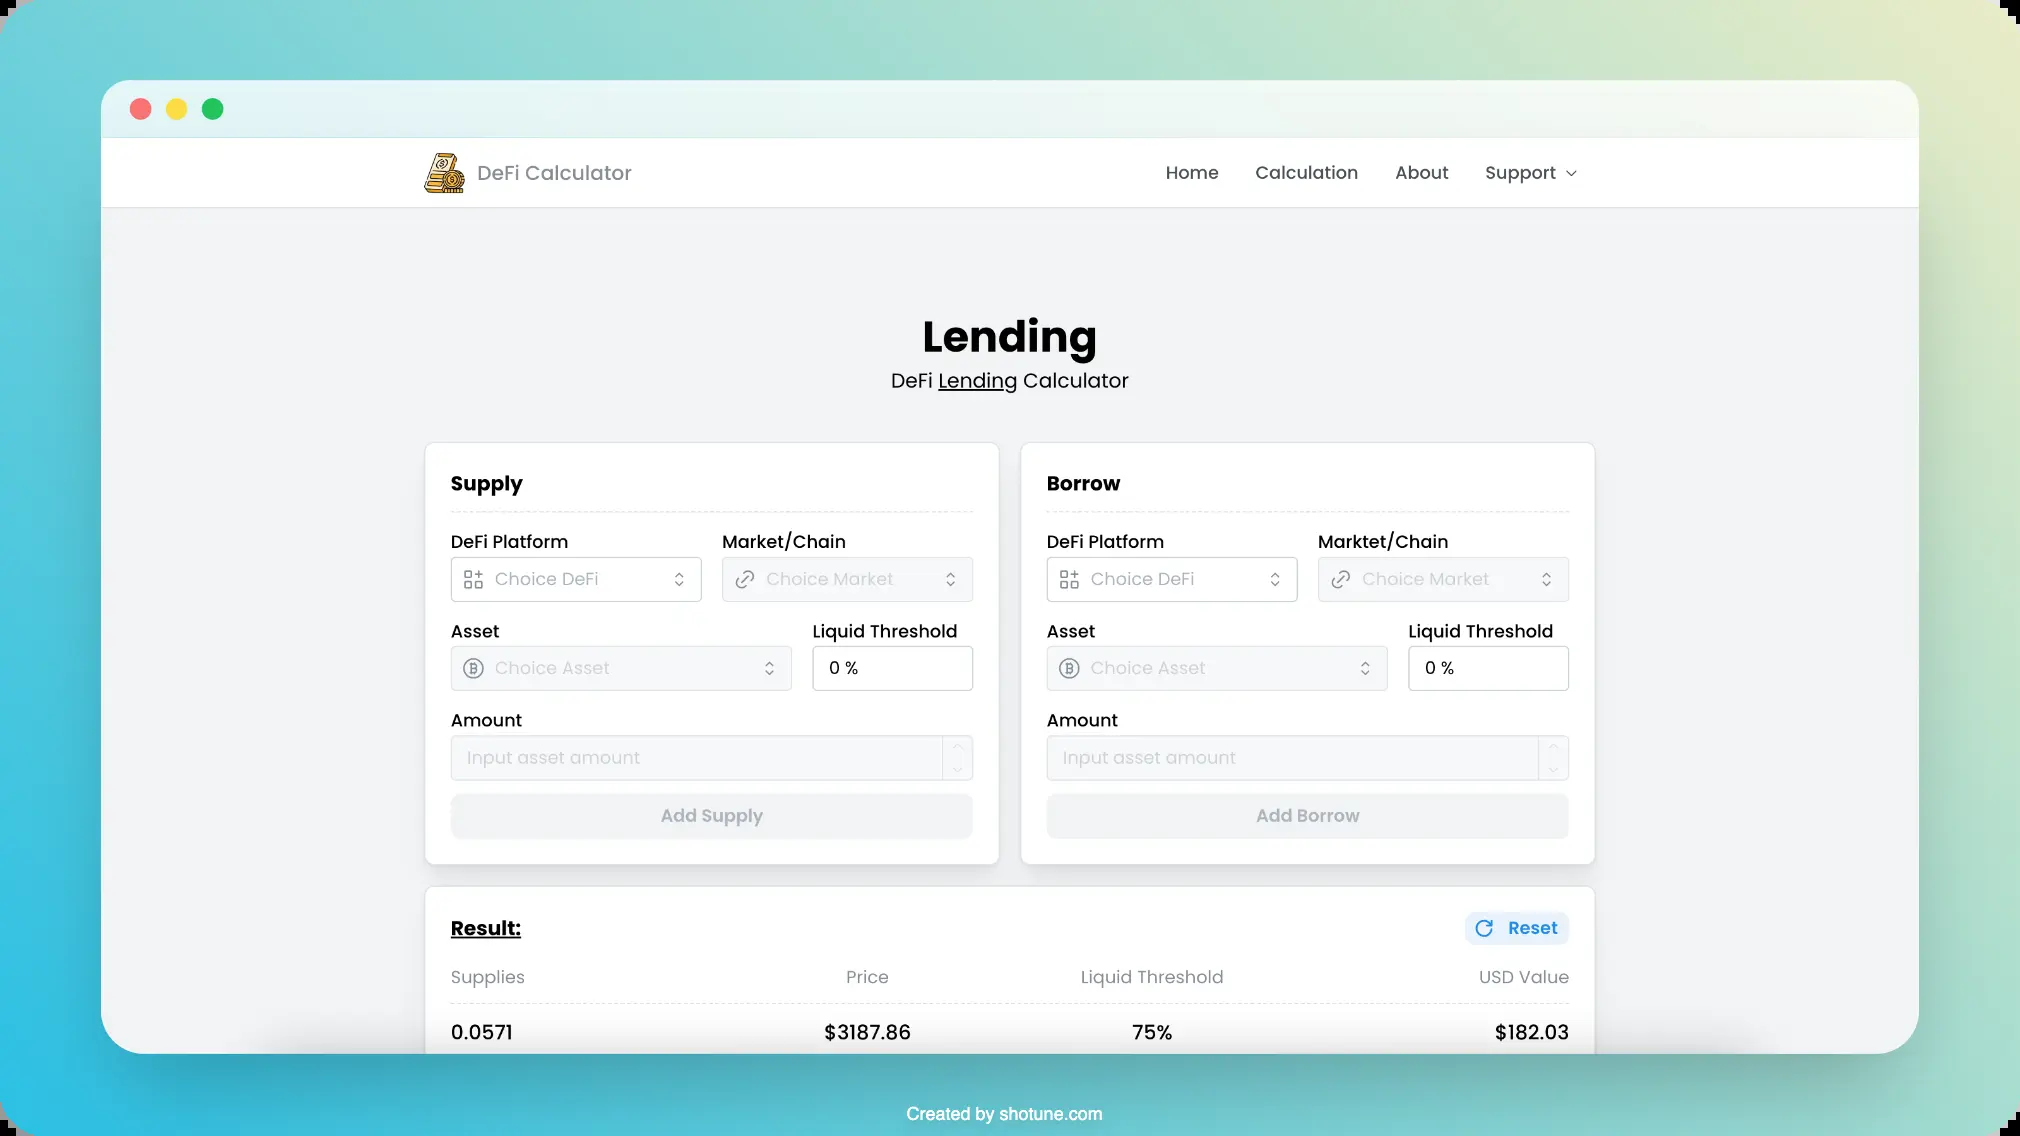 DeFi Calculator
Home Calculation About Support
Lending
DeFi Lending Calculator
Supply
DeFi Platform Market/Chain
Choice DeFi Choice Market
Asset Liquid Threshold
Choice Asset 0 %
Amount
Input asset amount
Add Supply
Borrow
DeFi Platform Marktet/Chain
Choice DeFi Choice Market
Asset Liquid Threshold
Choice Asset 0 %
Amount
Input asset amount
Add Borrow
Result: Reset
Supplies Price Liquid Threshold USD Value
0.0571 $3187.86 75% $182.03
Created by shotune.com